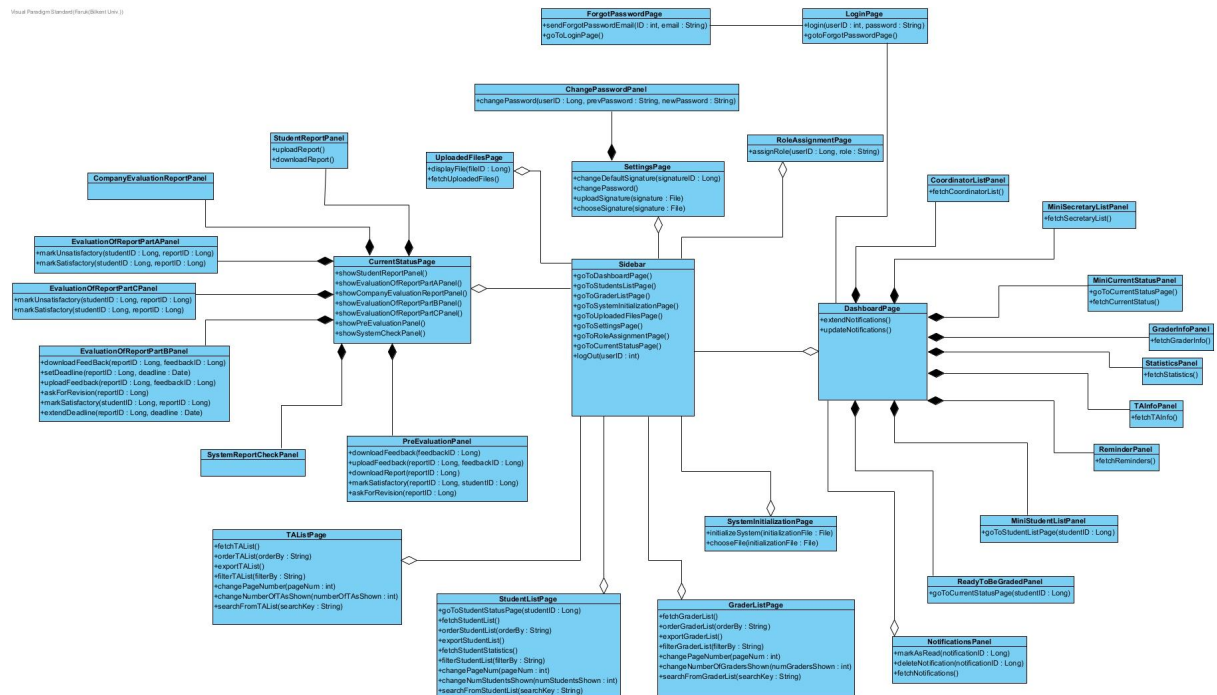 Visual Paradigm Standard(Faruk(Bilkent Univ.))
ForgotPasswordPage
+sendForgotPasswordEmail(ID : int, email : String)
+goToLoginPage()
LoginPage
+login(userID : int, password : String)
+gotoForgotPasswordPage()
ChangePasswordPanel
+changePassword(userID : Long, prevPassword : String, newPassword : String)
StudentReportPanel
+uploadReport()
+downloadReport()
UploadedFilesPage
+displayFile(fileID : Long)
+fetchUploadedFiles()
SettingsPage
+changeDefaultSignature(signatureID : Long)
+changePassword()
+uploadSignature(signature : File)
+chooseSignature(signature : File)
RoleAssignmentPage
+assignRole(userID : Long, role : String)
CompanyEvaluationReportPanel
CoordinatorListPanel
+fetchCoordinatorList()
MiniSecretaryListPanel
+fetchSecretaryList()
EvaluationOfReportPartAPanel
+markUnsatisfactory(studentID : Long, reportID : Long)
+markSatisfactory(studentID : Long, reportID : Long)
CurrentStatusPage
+showStudentReportPanel()
+showEvaluationOfReportPartAPanel()
+showCompanyEvaluationReportPanel()
+showEvaluationOfReportPartBPanel()
+showEvaluationOfReportPartCPanel()
+showPreEvaluationPanel()
+showSystemCheckPanel()
Sidebar
+goToDashboardPage()
+goToStudentsListPage()
+goToGraderListPage()
+goToSystemInitializationPage()
+goToUploadedFilesPage()
+goToSettingsPage()
+goToRoleAssignmentPage()
+goToCurrentStatusPage()
+logOut(userID : int)
EvaluationOfReportPartCPanel
+markUnsatisfactory(studentID : Long, reportID : Long)
+markSatisfactory(studentID : Long, reportID : Long)
MiniCurrentStatusPanel
+goToCurrentStatusPage()
+fetchCurrentStatus()
DashboardPage
+extendNotifications()
+updateNotifications()
GraderInfoPanel
+fetchGraderInfo()
StatisticsPanel
+fetchStatistics()
EvaluationOfReportPartBPanel
+downloadFeedBack(reportID : Long, feedbackID : Long)
+setDeadline(reportID : Long, deadline : Date)
+uploadFeedback(reportID : Long, feedbackID : Long)
+askForRevision(reportID : Long)
+markSatisfactory(studentID : Long, reportID : Long)
+extendDeadline(reportID : Long, deadline : Date)
TAInfoPanel
+fetchTAInfo()
SystemReportCheckPanel
PreEvaluationPanel
+downloadFeedback(feedbackID : Long)
+uploadFeedback(reportID : Long, feedbackID : Long)
+downloadReport(reportID : Long)
+markSatisfactory(reportID : Long, studentID : Long)
+askForRevision(reportID : Long)
ReminderPanel
+fetchReminders()
SystemInitializationPage
+initializeSystem(initializationFile : File)
+chooseFile(initializationFile : File)
MiniStudentListPanel
+goToStudentListPage(studentID : Long)
TAListPage
+fetchTAList()
+orderTAList(orderBy : String)
+exportTAList()
+filterTAList(filterBy : String)
+changePageNumber(pageNum : int)
+changeNumberOfTAsShown(numberOfTAsShown : int)
+searchFromTAList(searchKey : String)
ReadyToBeGradedPanel
+goToCurrentStatusPage(studentID : Long)
StudentListPage
+goToStudentStatusPage(studentID : Long)
+fetchStudentList()
+orderStudentList(orderBy : String)
+exportStudentList()
+fetchStudentStatistics()
+filterStudentList(filterBy : String)
+changePageNum(pageNum : int)
+changeNumStudentsShown(numStudentsShown : int)
+searchFromStudentList(searchKey : String)
GraderListPage
+fetchGraderList()
+orderGraderList(orderBy : String)
+exportGraderList()
+filterGraderList(filterBy : String)
+changePageNumber(pageNum : int)
+changeNumberOfGradersShown(numGradersShown : int)
+searchFromGraderList(searchKey : String)
NotificationsPanel
+markAsRead(notificationID : Long)
+deleteNotification(notificationID : Long)
+fetchNotifications()